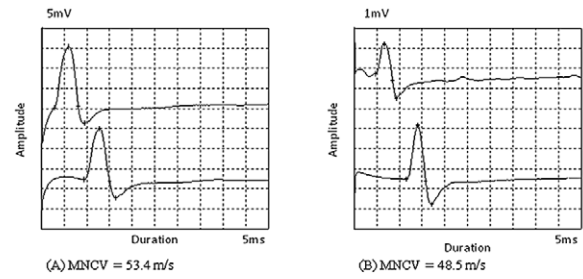 5mV
Amplitude
Duration 5ms
(A) MNCV = 53.4 m/s
1mV
Amplitude
Duration 5ms
(B) MNCV = 48.5 m/s